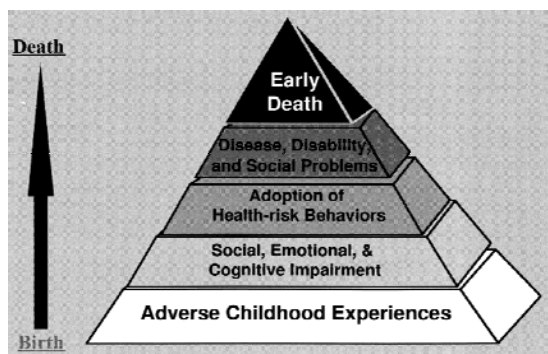 Death
Early
Death
Disease, Disability,
and Social Problems
Adoption of
Health-risk Behaviors
Social, Emotional, &
Cognitive Impairment
Adverse Childhood Experiences
Birth